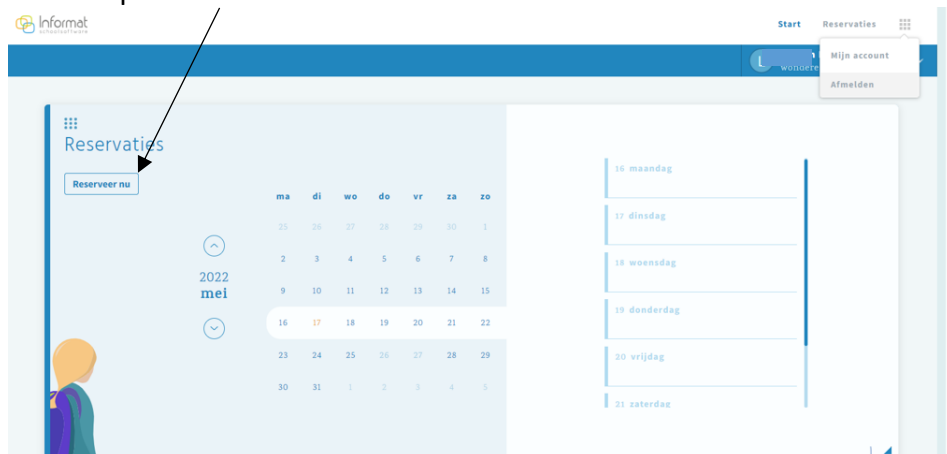 Informat
schoolsoftware
Start Reservaties
Mijn account
Afmelden
L
wondere
Reservaties
Reserveer nu
2022
mei
ma di wo do vr za zo
25 26 27 28 29 30 1
2 3 4 5 6 7 8
9 10 11 12 13 14 15
16 17 18 19 20 21 22
23 24 25 26 27 28 29
30 31 1 2 3 4 5
16 maandag
17 dinsdag
18 woensdag
19 donderdag
20 vrijdag
21 zaterdag